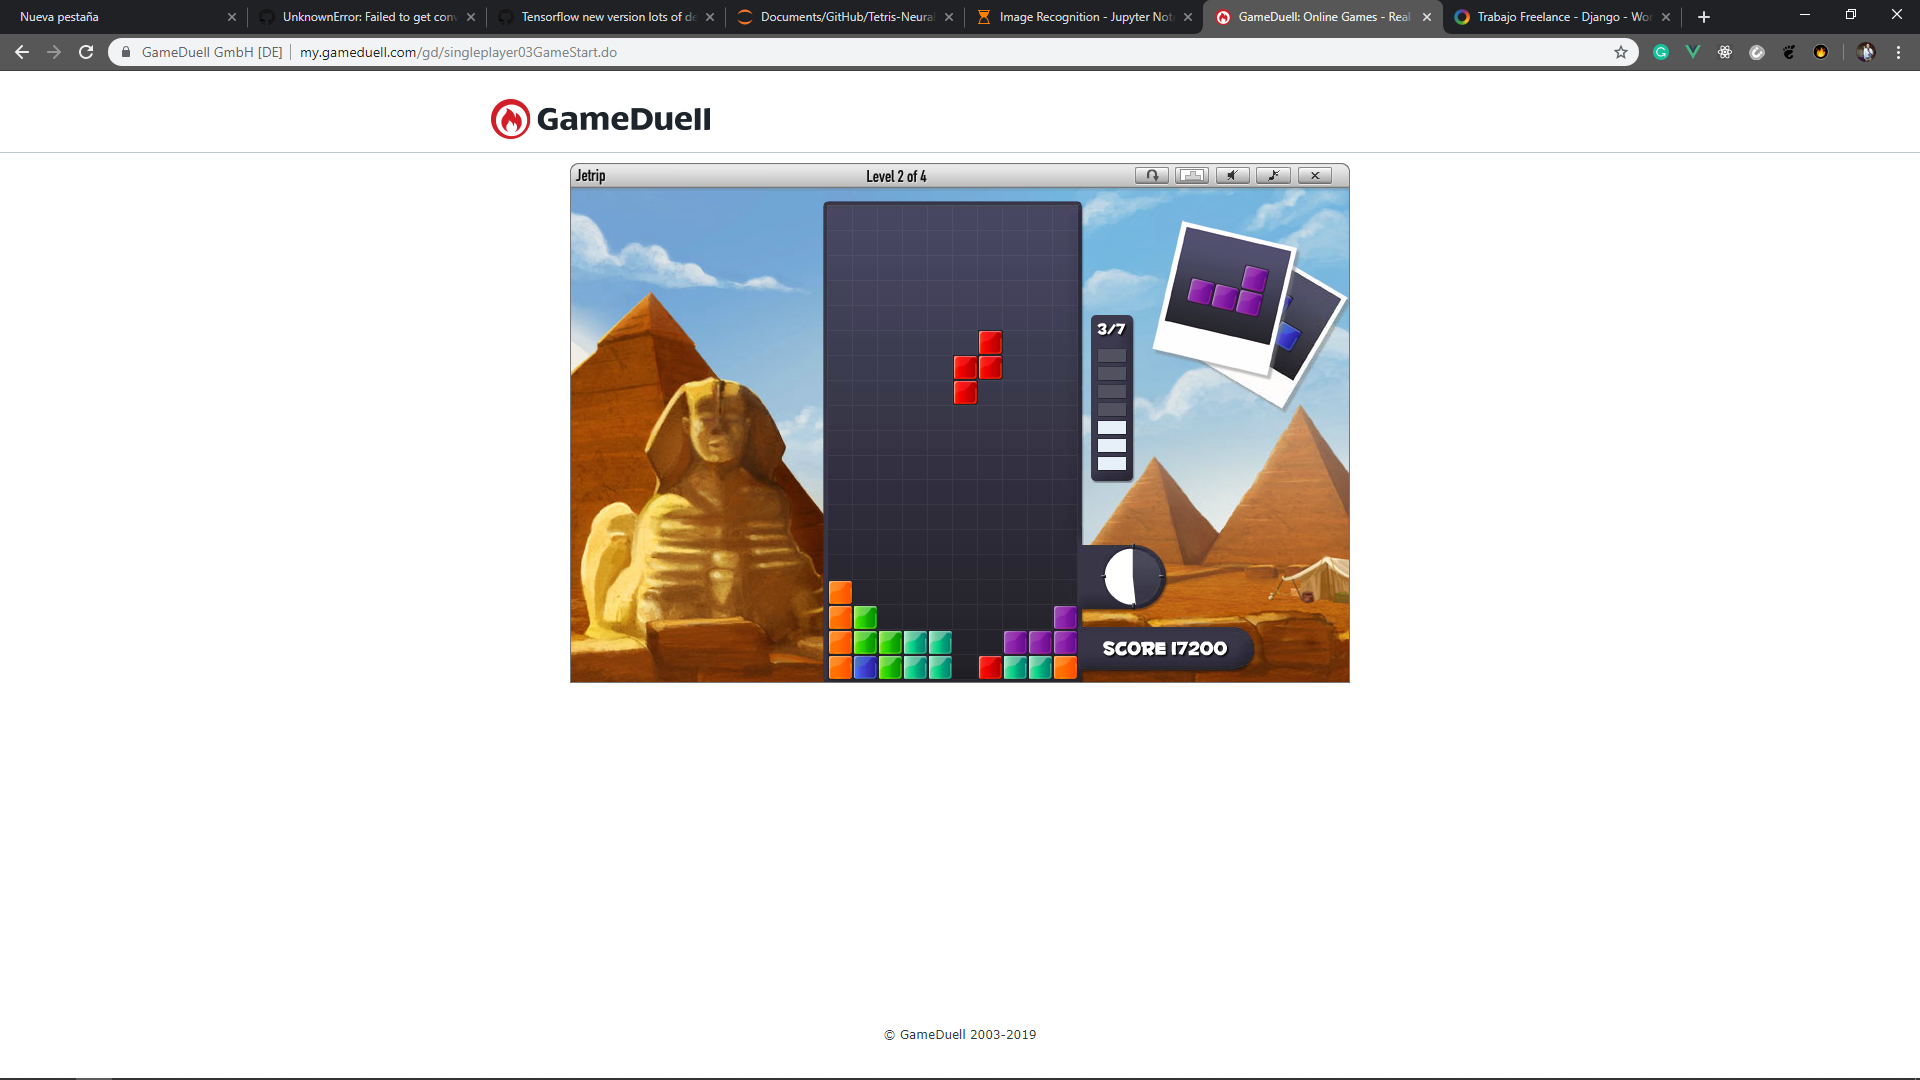 Nueva pestaña
UnknownError: Failed to get con
Tensorflow new version lots of de
Documents/GitHub/Tetris-Neura
Image Recognition - Jupyter Not
GameDuell: Online Games - Real
Trabajo Freelance - Django - Wo
GameDuell GmbH [DE]
my.gameduell.com/gd/singleplayer03GameStart.do
GameDuell
Jetrip
Level 2 of 4
3/7
SCORE 17200
© GameDuell 2003-2019